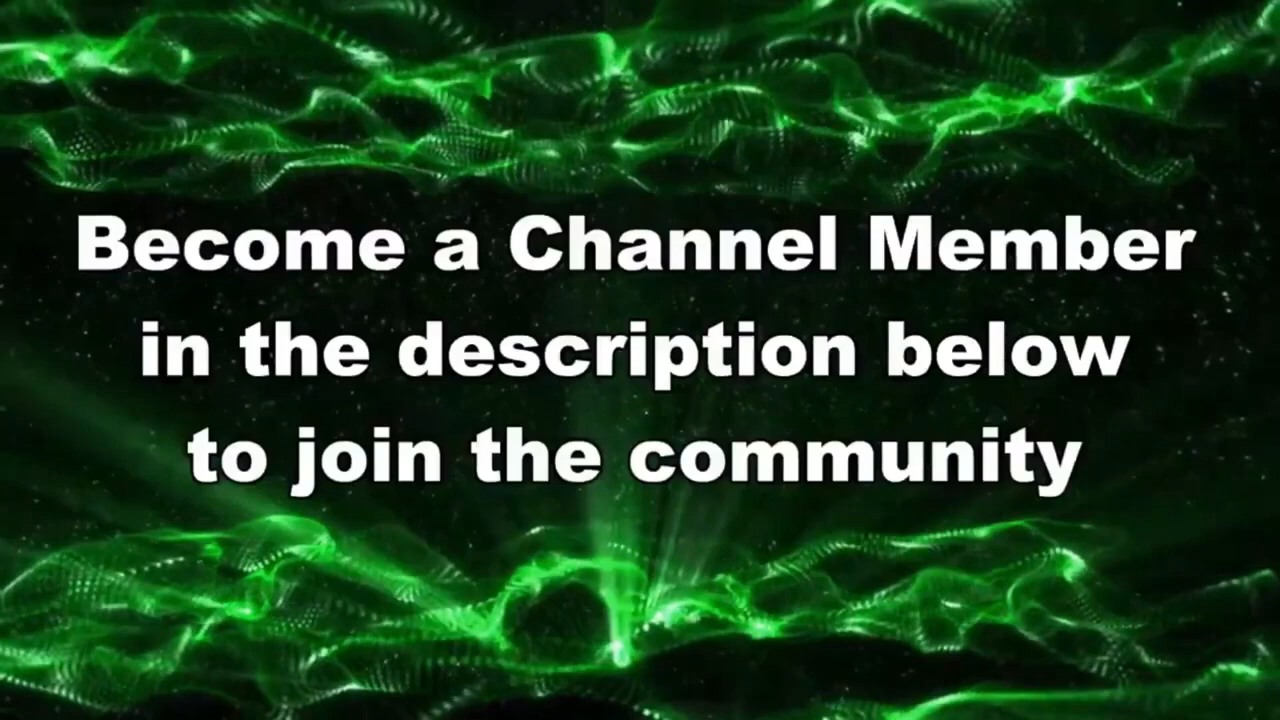 Become a Channel Member
in the description below
to join the community